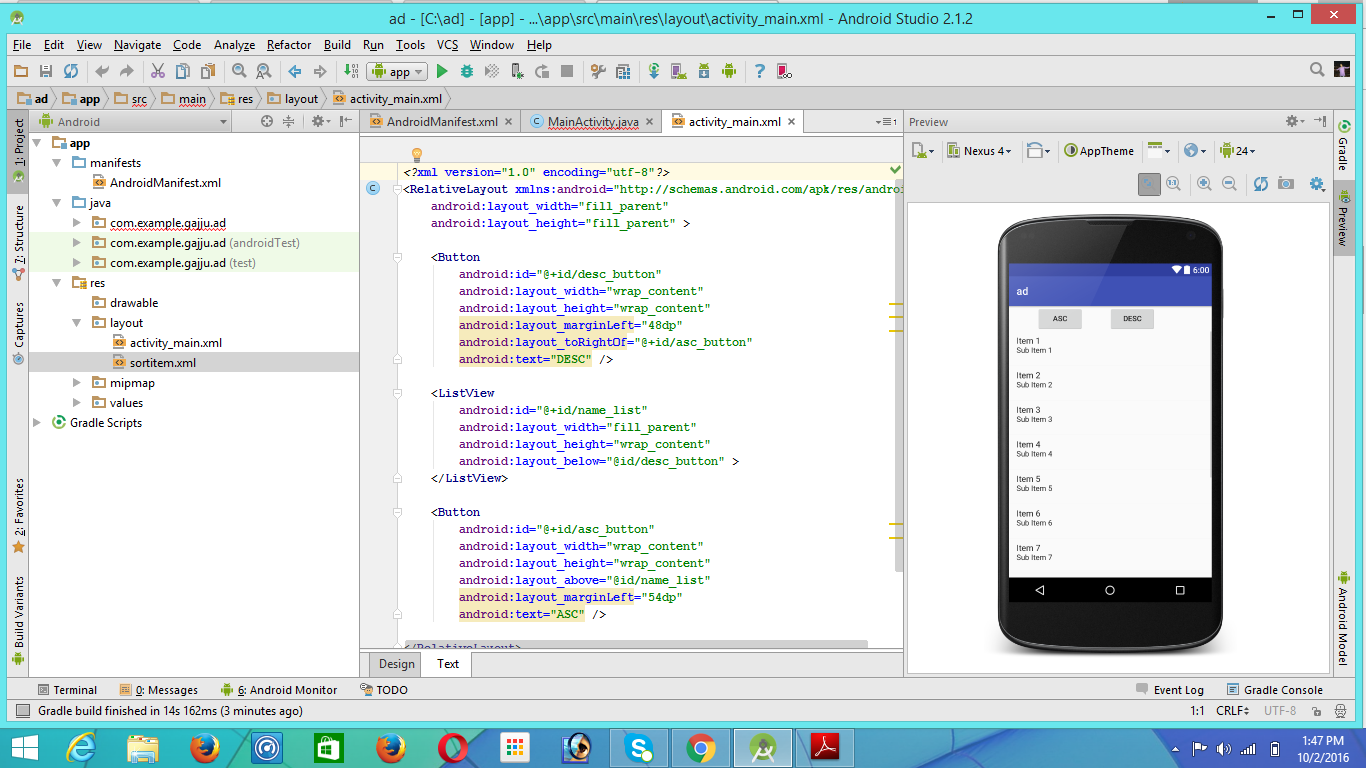 ad - [C:\ad] - [app] - ...\app\src\main\res\layout\activity_main.xml - Android Studio 2.1.2
File Edit View Navigate Code Analyze Refactor Build Run Tools VCS Window Help
app
ad app src main res layout activity_main.xml
1: Project
7: Structure
Captures
2: Favorites
Build Variants
Android
app
manifests
AndroidManifest.xml
java
com.example.gajju.ad
com.example.gajju.ad (androidTest)
com.example.gajju.ad (test)
res
drawable
layout
activity_main.xml
sortitem.xml
mipmap
values
Gradle Scripts
AndroidManifest.xml MainActivity.java activity_main.xml
<?xml version="1.0" encoding="utf-8"?>
<RelativeLayout xmlns:android="http://schemas.android.com/apk/res/andro
android:layout_width="fill_parent"
android:layout_height="fill_parent" >
<Button
android:id="@+id/desc_button"
android:layout_width="wrap_content"
android:layout_height="wrap_content"
android:layout_marginLeft="48dp"
android:layout_toRightOf="@+id/asc_button"
android:text="DESC" />
<ListView
android:id="@+id/name_list"
android:layout_width="fill_parent"
android:layout_height="wrap_content"
android:layout_below="@id/desc_button" >
</ListView>
<Button
android:id="@+id/asc_button"
android:layout_width="wrap_content"
android:layout_height="wrap_content"
android:layout_above="@id/name_list"
android:layout_marginLeft="54dp"
android:text="ASC" />
</RelativeLayout>
Design Text
Preview
Nexus 4 AppTheme 24
6:00
ad
ASC DESC
Item 1
Sub Item 1
Item 2
Sub Item 2
Item 3
Sub Item 3
Item 4
Sub Item 4
Item 5
Sub Item 5
Item 6
Sub Item 6
Item 7
Sub Item 7
Gradle
Preview
Android Model
Terminal 0: Messages 6: Android Monitor TODO Event Log Gradle Console
Gradle build finished in 14s 162ms (3 minutes ago) 1:1 CRLF UTF-8
1:47 PM
10/2/2016